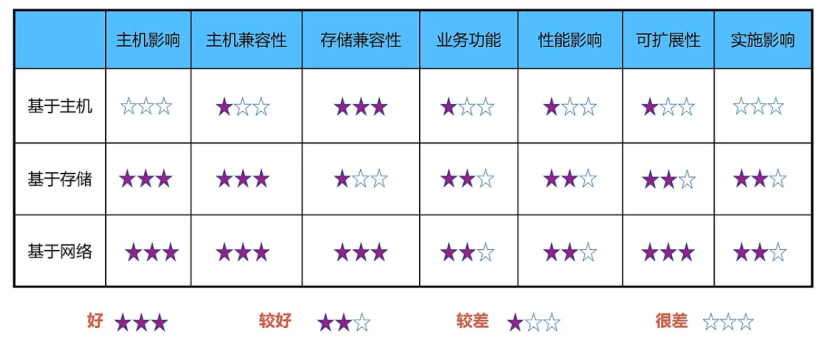 主机影响 主机兼容性 存储兼容性 业务功能 性能影响 可扩展性 实施影响
基于主机 ☆☆☆ ★☆☆ ★★★ ★☆☆ ★☆☆ ★☆☆ ☆☆☆
基于存储 ★★★ ★★★ ★☆☆ ★★☆ ★★☆ ★★☆ ★★☆
基于网络 ★★★ ★★★ ★★★ ★★☆ ★★☆ ★★★ ★★☆
好 ★★★ 较好 ★★☆ 较差 ★☆☆ 很差 ☆☆☆